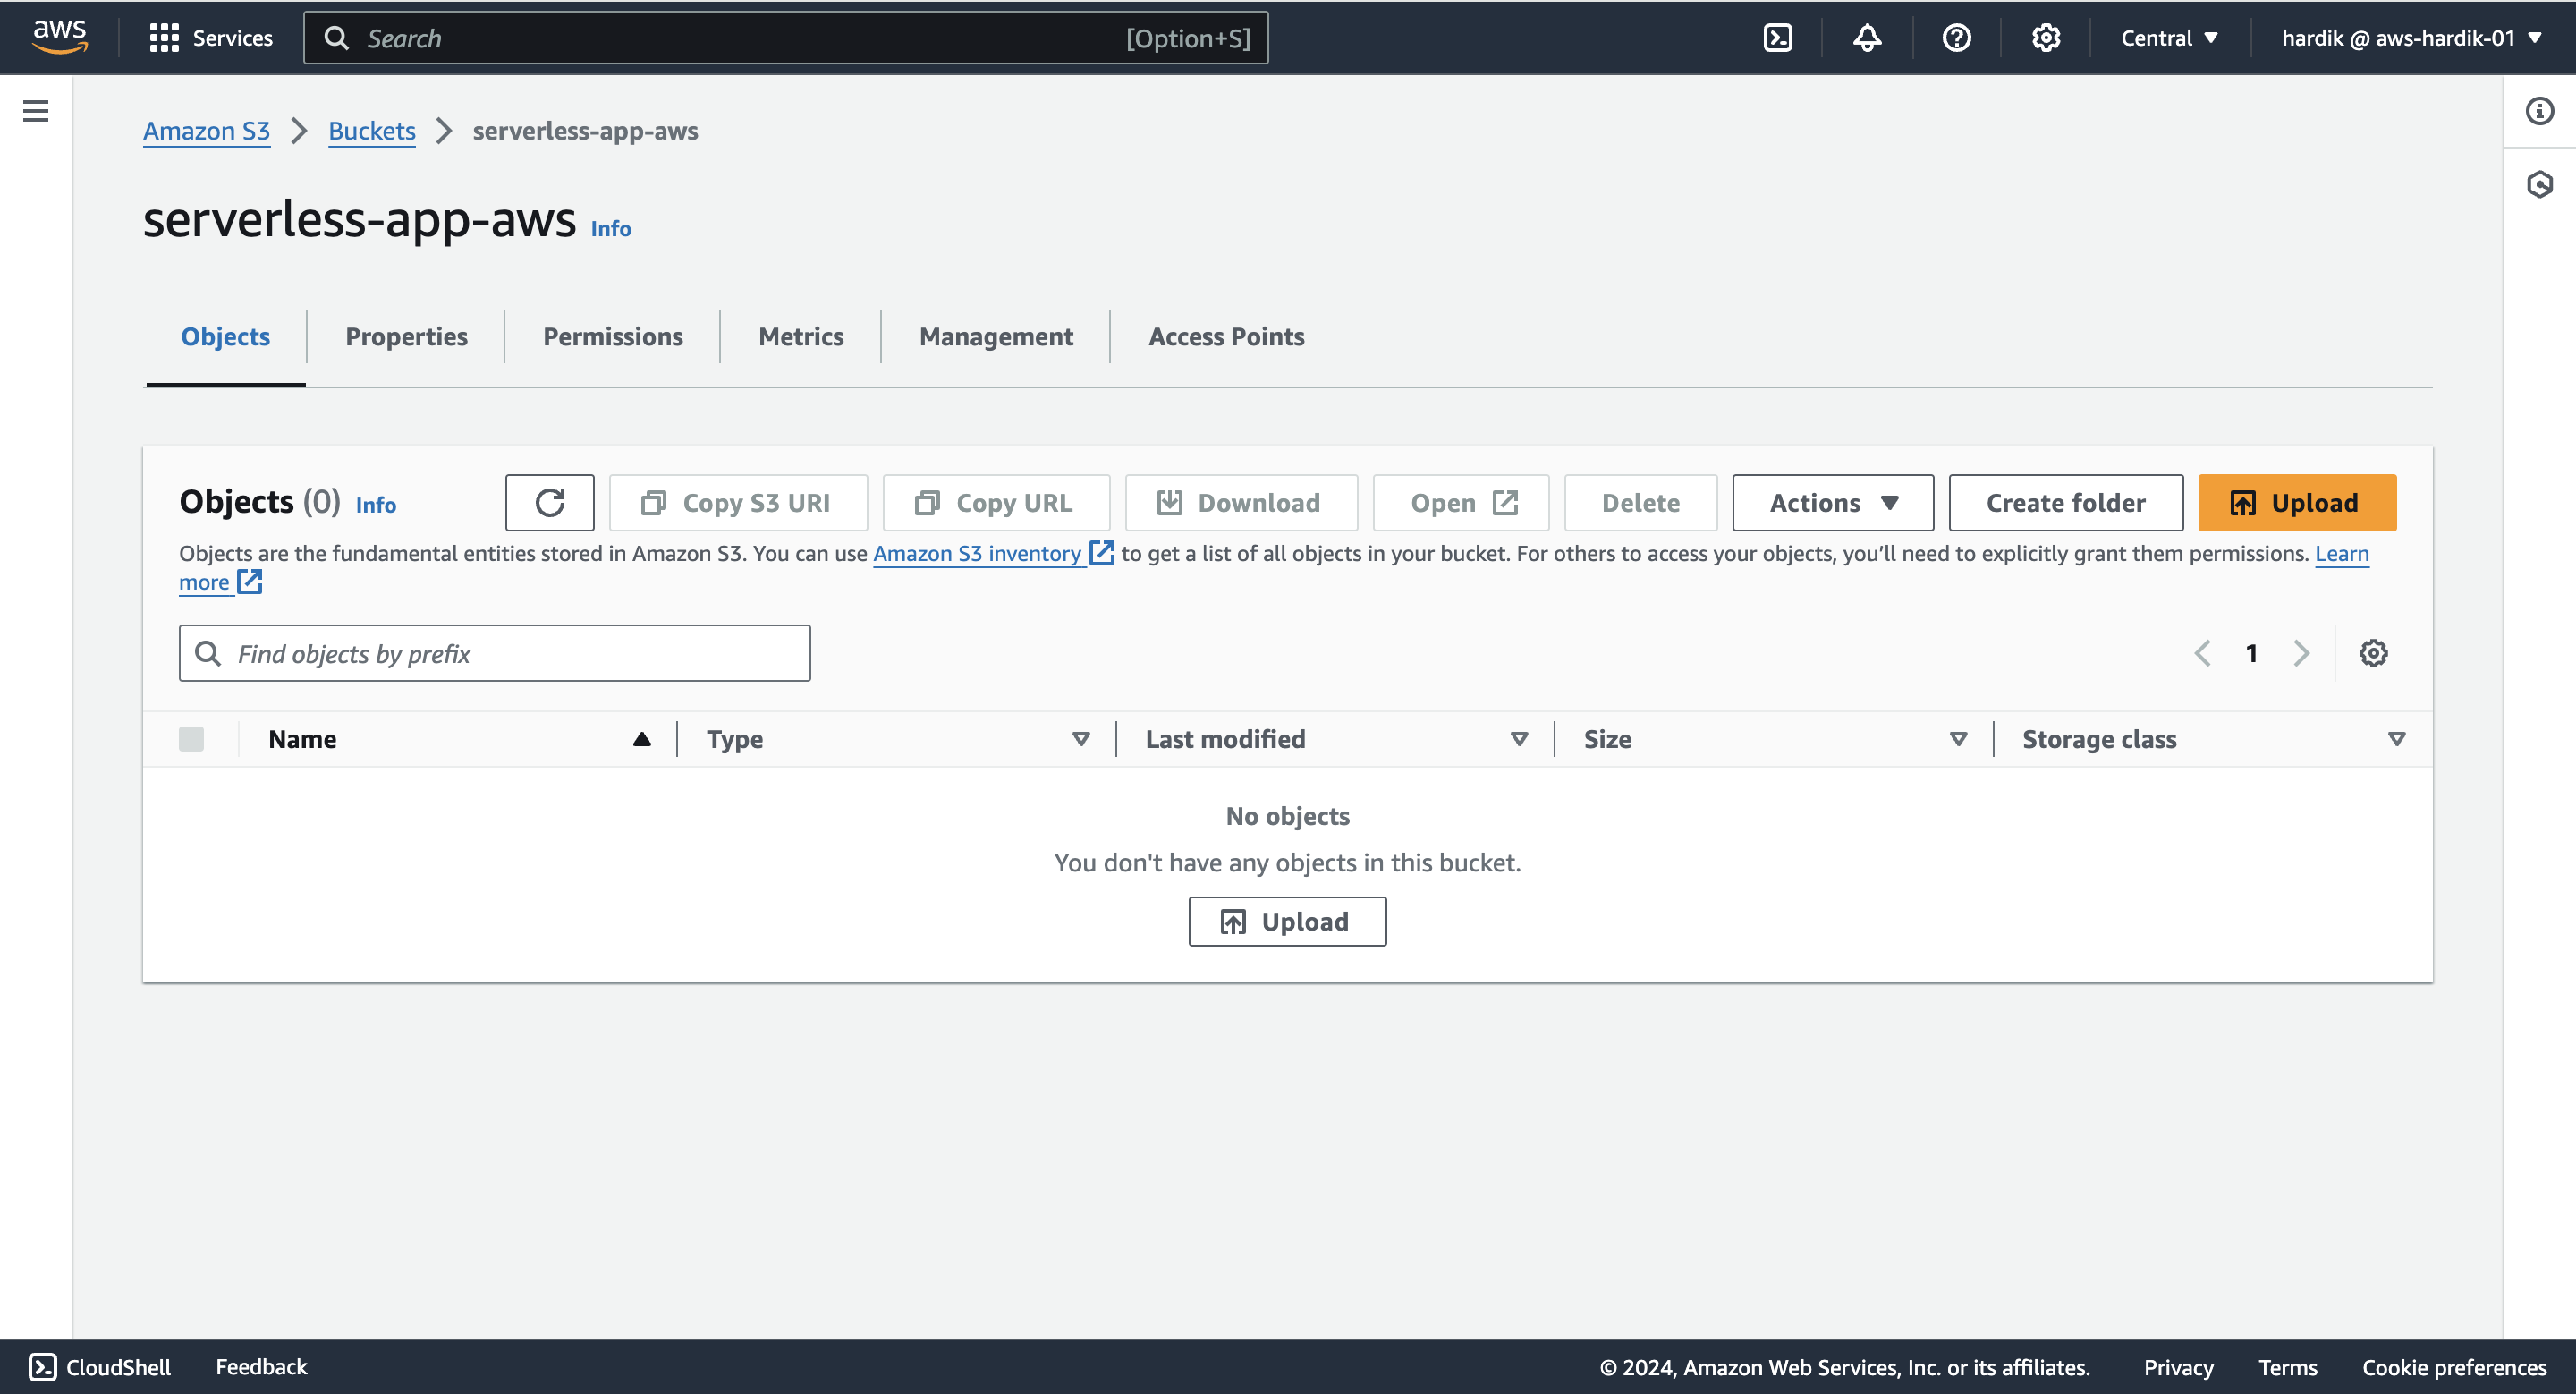 aws Services Search [Option+S] Central hardik @ aws-hardik-01
Amazon S3 Buckets serverless-app-aws
serverless-app-aws Info
Objects Properties Permissions Metrics Management Access Points
Objects (0) Info Copy S3 URI Copy URL Download Open Delete Actions Create folder Upload
Objects are the fundamental entities stored in Amazon S3. You can use Amazon S3 inventory to get a list of all objects in your bucket. For others to access your objects, you’ll need to explicitly grant them permissions. Learn
more
Find objects by prefix 1
Name Type Last modified Size Storage class
No objects
You don't have any objects in this bucket.
Upload
CloudShell Feedback © 2024, Amazon Web Services, Inc. or its affiliates. Privacy Terms Cookie preferences